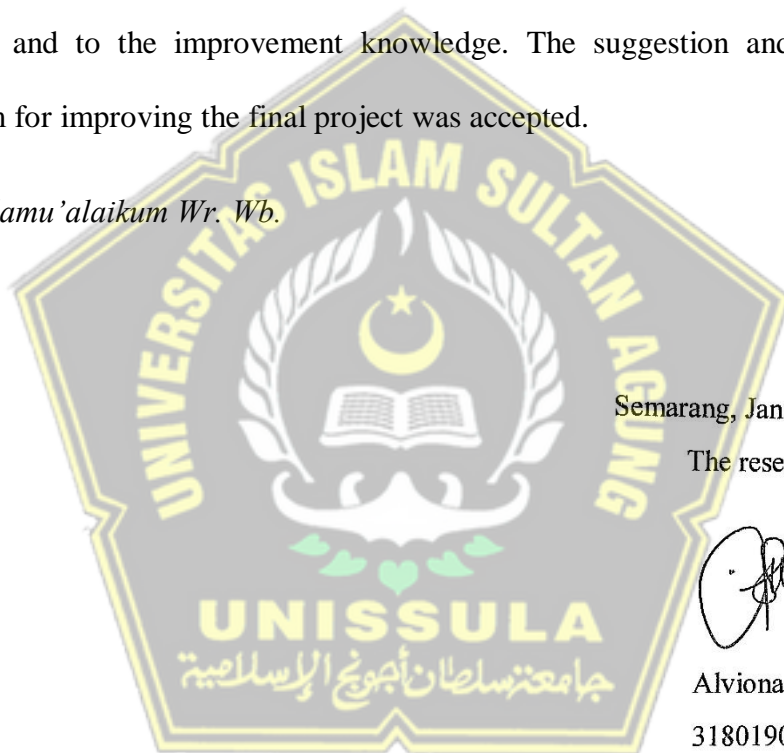 and to the improvement knowledge. The suggestion and
for improving the final project was accepted.
amu’alaikum Wr. Wb.
UNIVERSITAS ISLAM SULTAN AGUNG
Semarang, Jan
The rese
UNISSULA
جامعة سلطان أجونج الإسلامية
Alviona
3180190